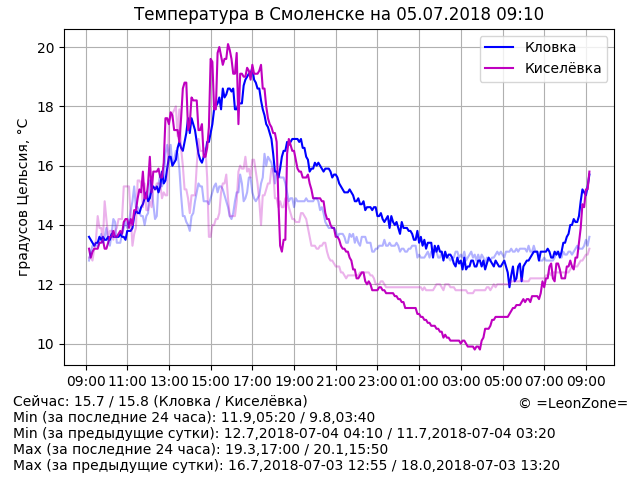 Температура в Смоленске на 05.07.2018 09:10
Кловка
Киселёвка
градусов Цельсия, °C
20
18
16
14
12
10
09:00 11:00 13:00 15:00 17:00 19:00 21:00 23:00 01:00 03:00 05:00 07:00 09:00
Сейчас: 15.7 / 15.8 (Кловка / Киселёвка)
© =LeonZone=
Min (за последние 24 часа): 11.9,05:20 / 9.8,03:40
Min (за предыдущие сутки): 12.7,2018-07-04 04:10 / 11.7,2018-07-04 03:20
Max (за последние 24 часа): 19.3,17:00 / 20.1,15:50
Max (за предыдущие сутки): 16.7,2018-07-03 12:55 / 18.0,2018-07-03 13:20